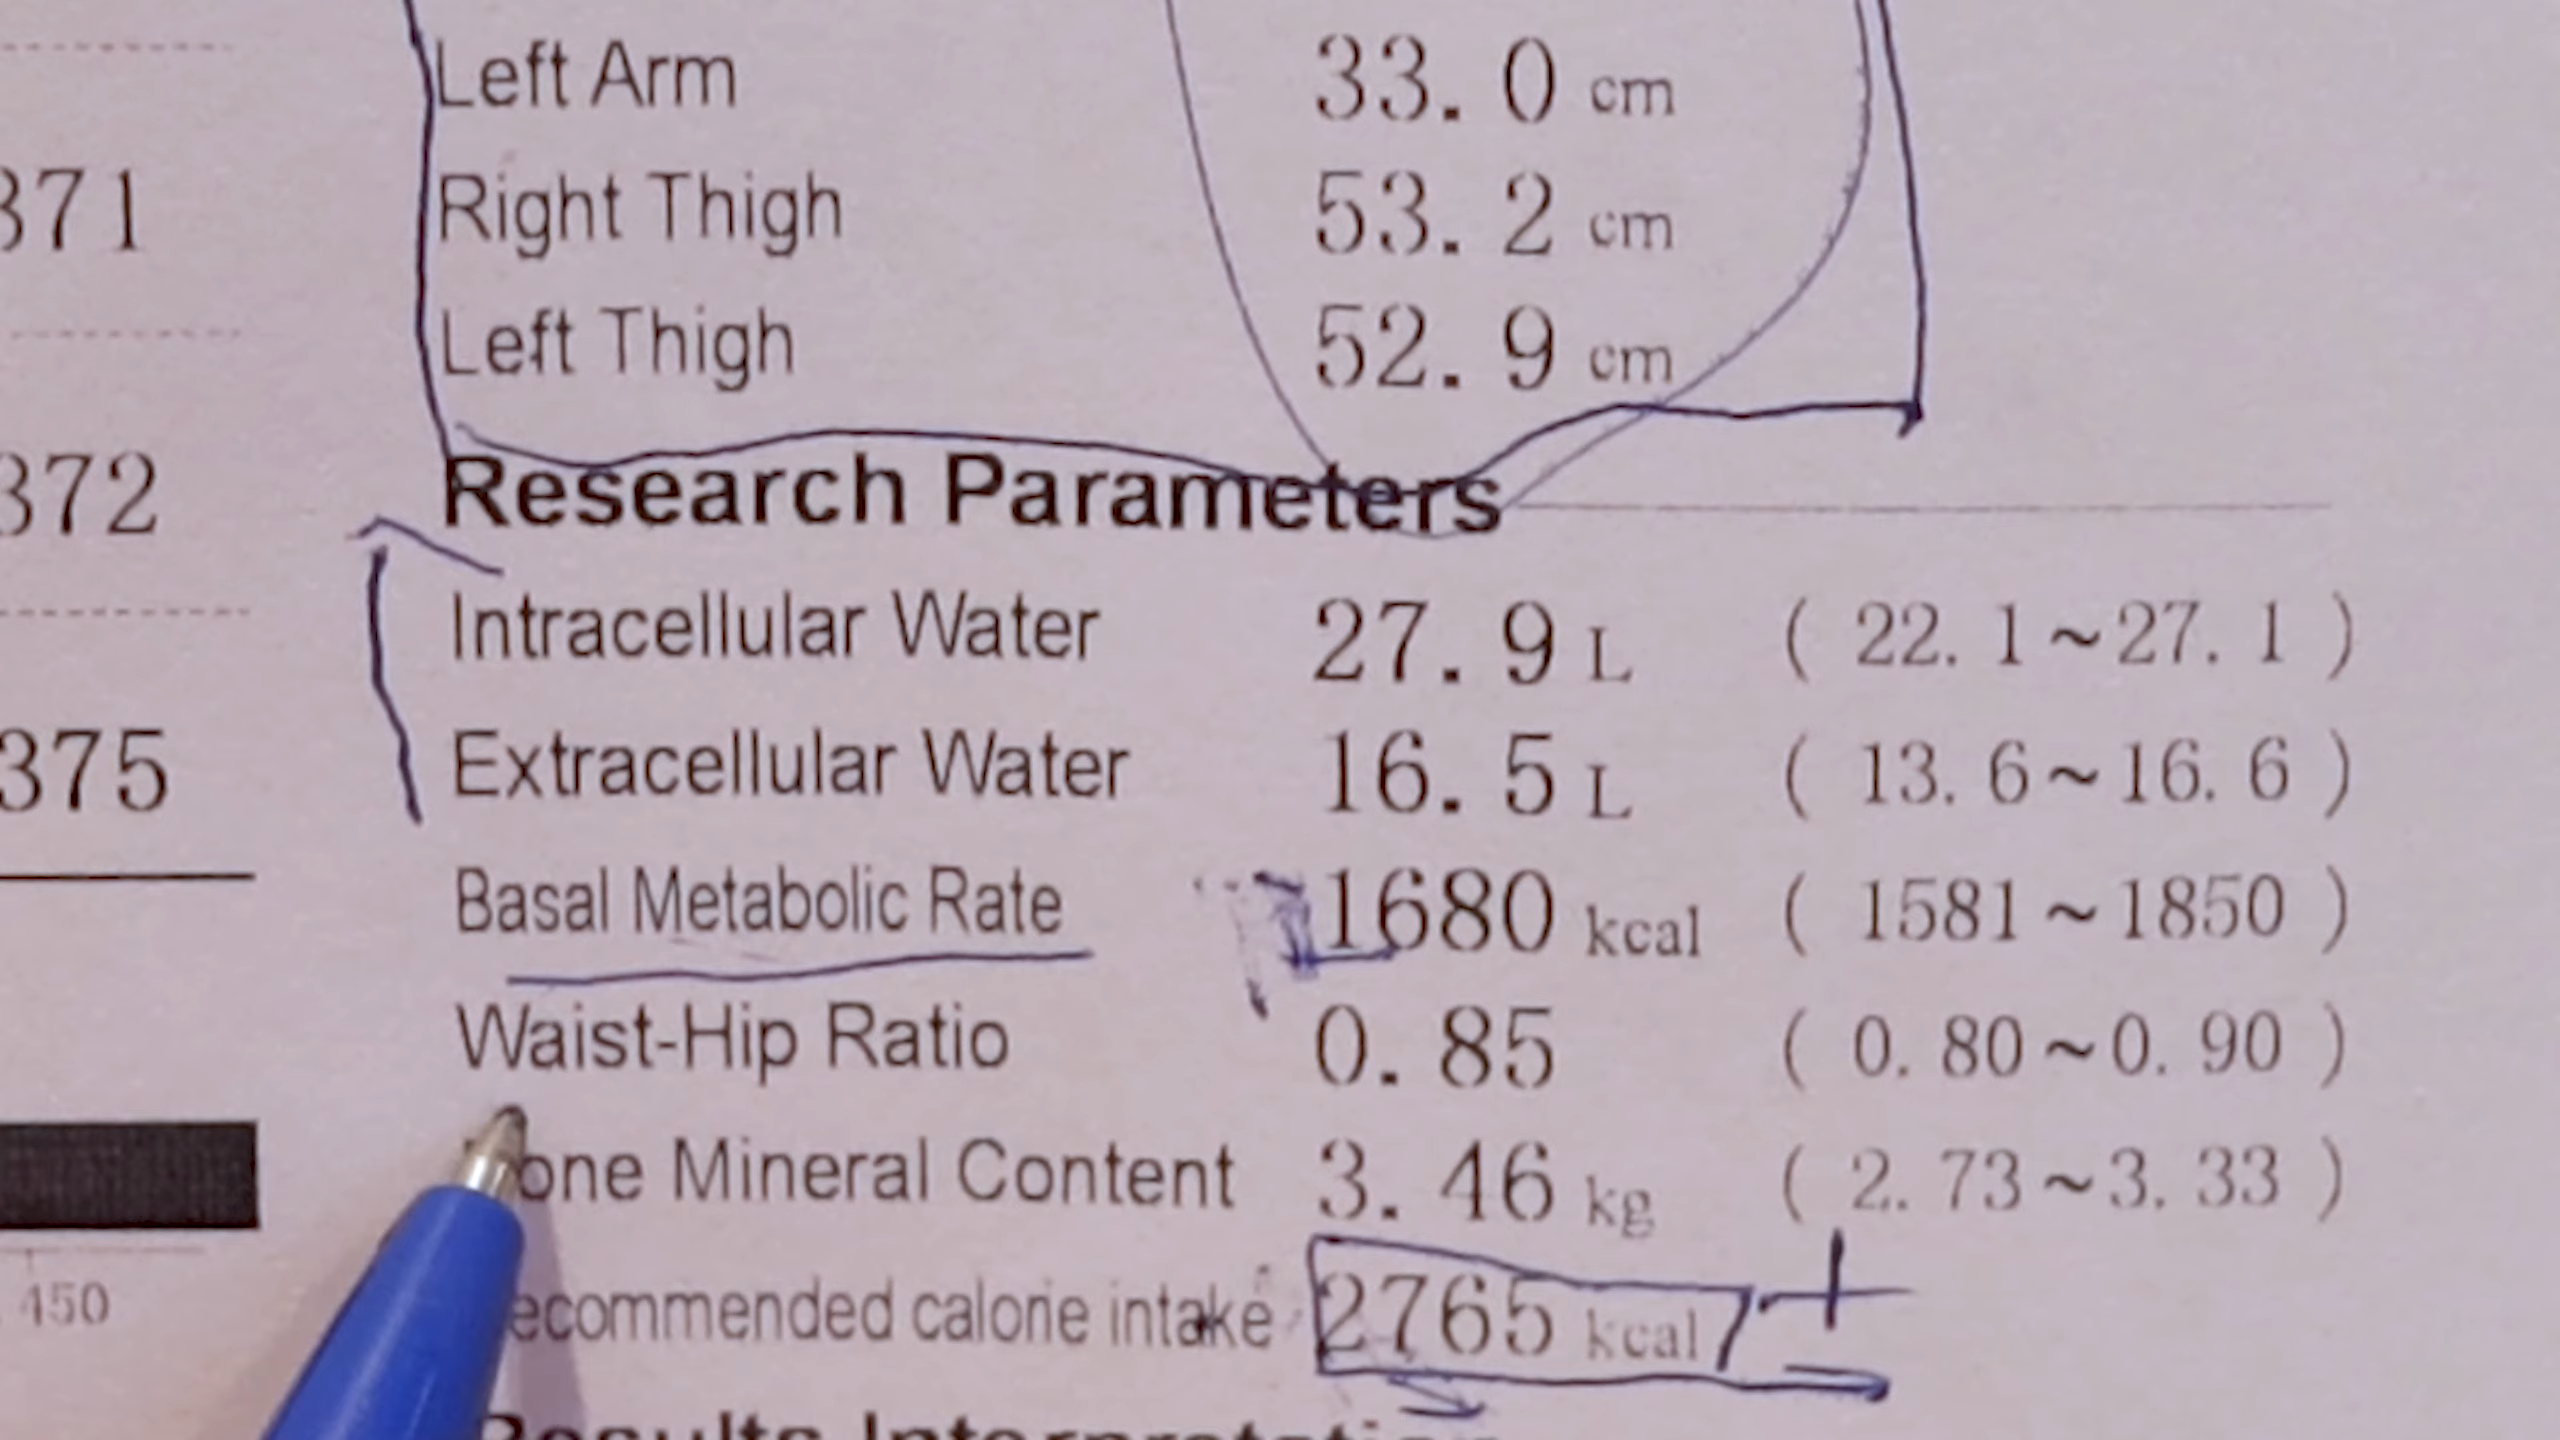 Left Arm 33.0 cm
371
Right Thigh 53.2 cm
Left Thigh 52.9 cm
372
Research Parameters
Intracellular Water 27.9 L ( 22.1~27.1 )
375
Extracellular Water 16.5 L ( 13.6~16.6 )
Basal Metabolic Rate 1680 kcal ( 1581~1850 )
Waist-Hip Ratio 0.85 ( 0.80~0.90 )
one Mineral Content 3.46 kg ( 2.73~3.33 )
450
ecommended calorie intake 2765 kcal +
Results Interpretation